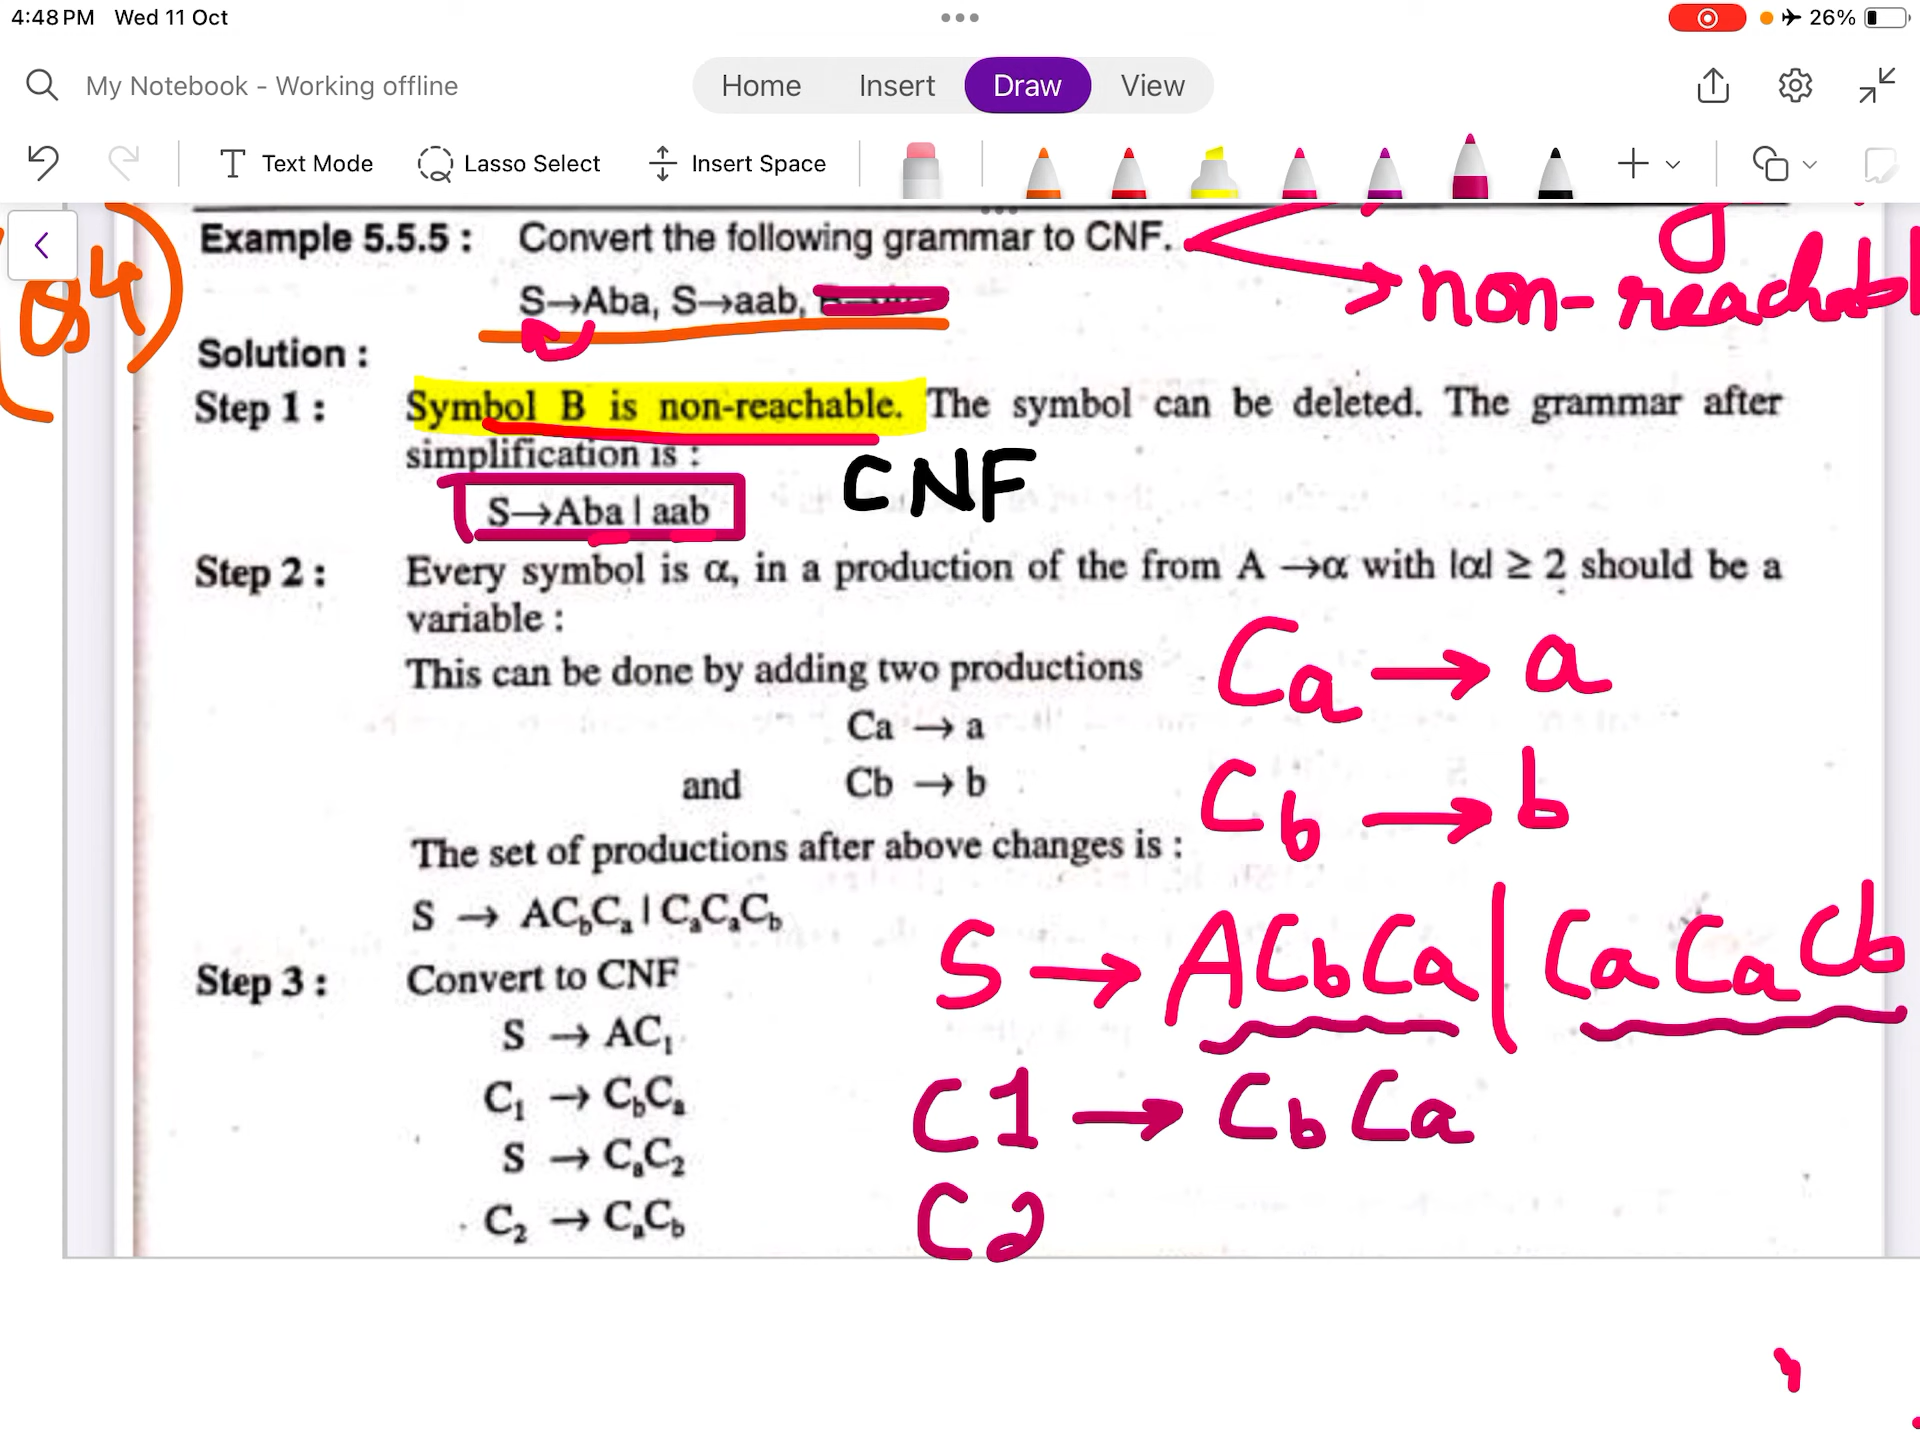 4:48 PM Wed 11 Oct
26%
My Notebook - Working offline
Home Insert Draw View
Text Mode Lasso Select Insert Space
Q4)
Example 5.5.5 : Convert the following grammar to CNF.
non-reachabl
S→Aba, S→aab,
Solution :
Step 1 : Symbol B is non-reachable. The symbol can be deleted. The grammar after
simplification is :
CNF
S→Aba | aab
Step 2 : Every symbol is α, in a production of the from A →α with |α| ≥ 2 should be a
variable :
This can be done by adding two productions
Ca → a
Ca → a
and Cb → b
Cb → b
The set of productions after above changes is :
S → AC_bC_a | C_aC_aC_b
S → ACbCa | CaCaCb
Step 3 : Convert to CNF
S → AC₁
C₁ → C_bC_a
C1 → CbCa
S → C_aC₂
C₂ → C_aC_b
C2